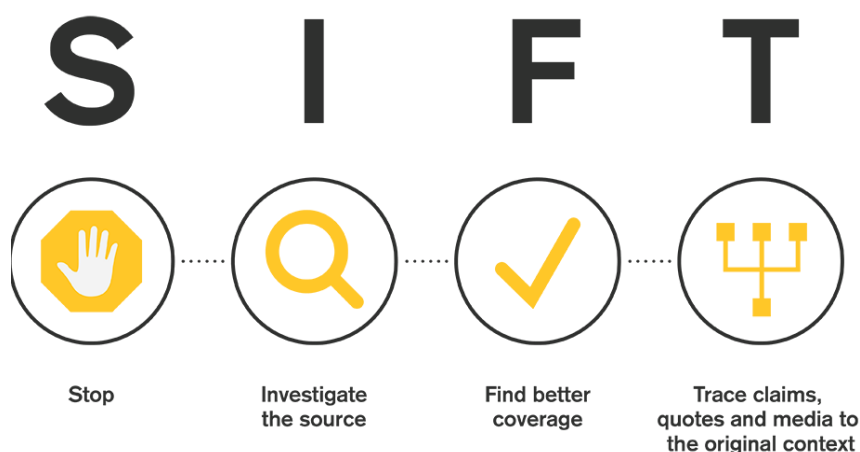 S I F T
Stop
Investigate
the source
Find better
coverage
Trace claims,
quotes and media to
the original context